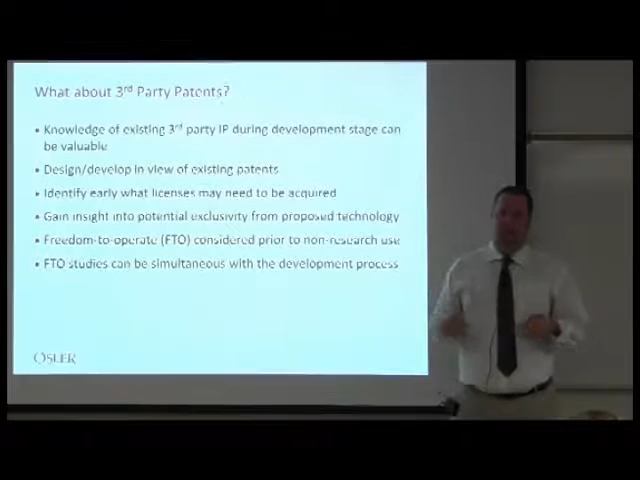 What about 3rd Party Patents?
• Knowledge of existing 3rd party IP during development stage can
be valuable
• Design/develop in view of existing patents
• Identify early what licenses may need to be acquired
• Gain insight into potential exclusivity from proposed technology
• Freedom-to-operate (FTO) considered prior to non-research use
• FTO studies can be simultaneous with the development process
OSLER